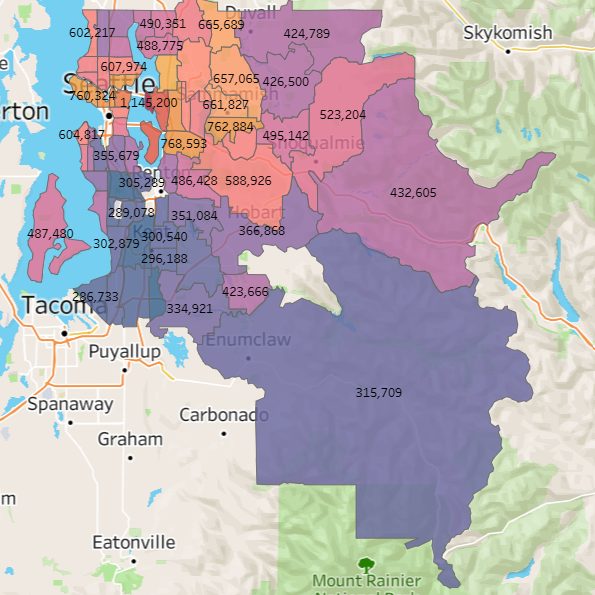 Duvall
490,351
665,689
602,217
424,789
Skykomish
488,775
607,974
657,065
426,500
Seattle
Sammamish
760,324
1,145,200
661,827
523,204
erton
762,884
604,817
495,142
768,593
Snoqualmie
355,679
Renton
305,289
486,428
588,926
432,605
289,078
351,084
Hobart
487,480
366,868
302,879
300,540
Kent
296,188
286,733
423,666
Tacoma
334,921
Enumclaw
Puyallup
315,709
Spanaway
Carbonado
Graham
m
Eatonville
Mount Rainier
National Park